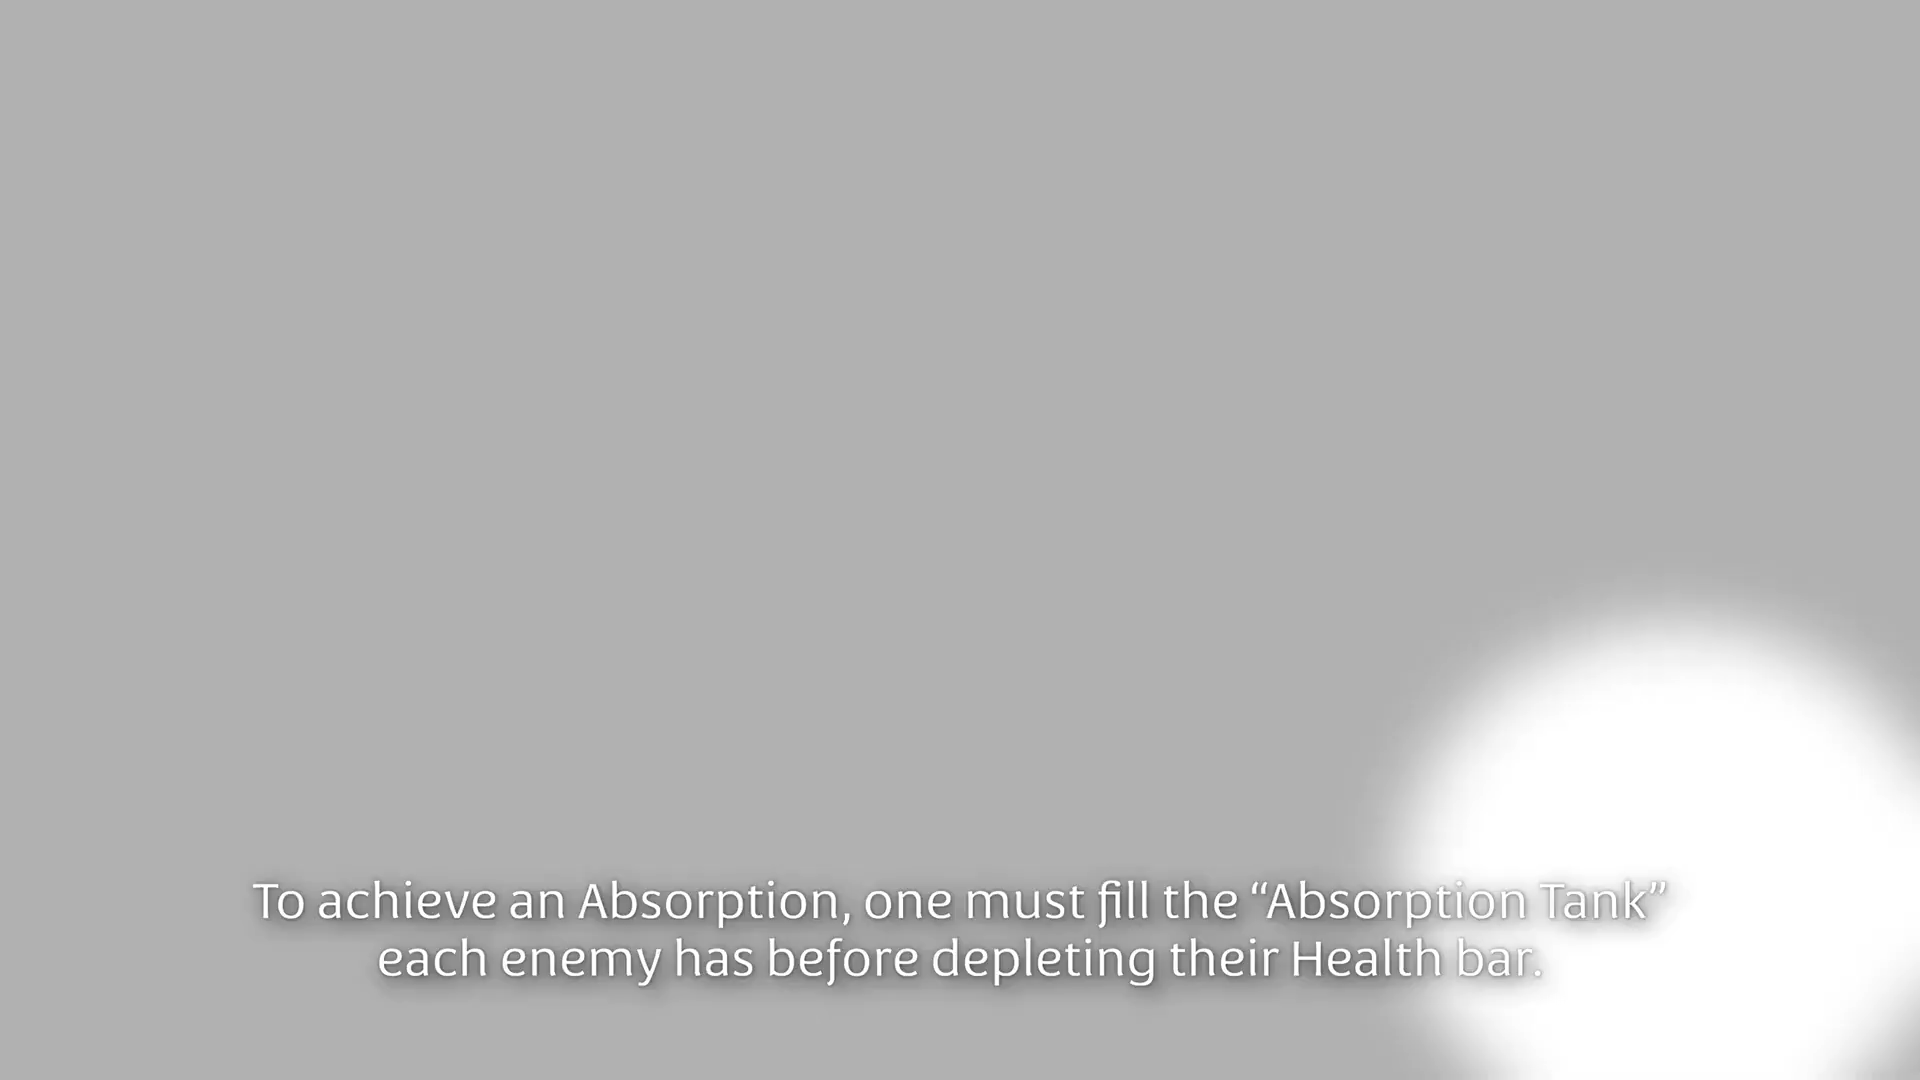 To achieve an Absorption, one must fill the “Absorption Tank”
each enemy has before depleting their Health bar.